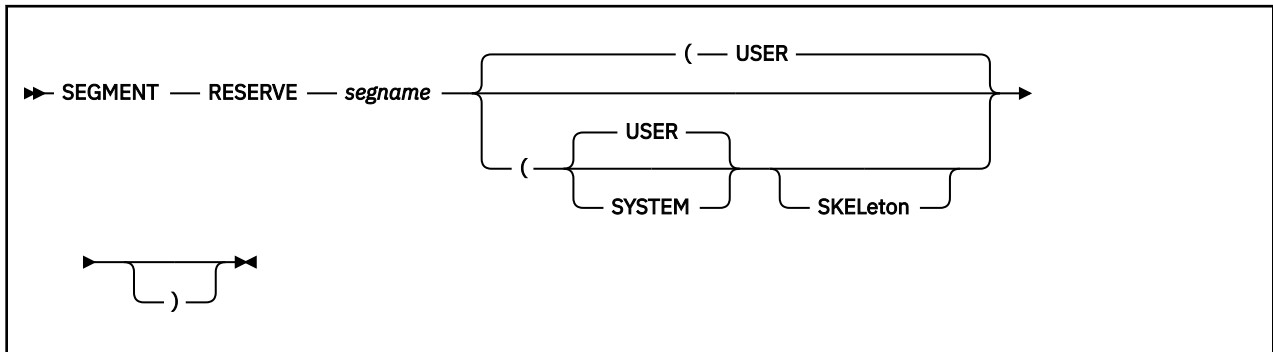 ( USER
SEGMENT RESERVE segname
USER
(
SYSTEM SKELeton
)